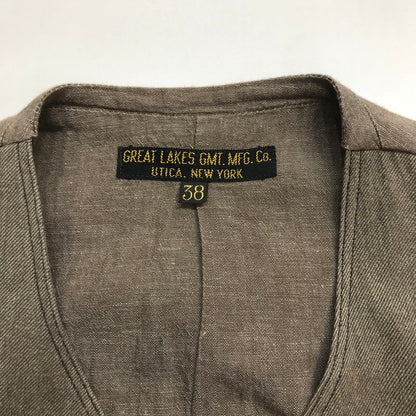 GREAT LAKES GMT. MFG. Co.
UTICA, NEW YORK
38